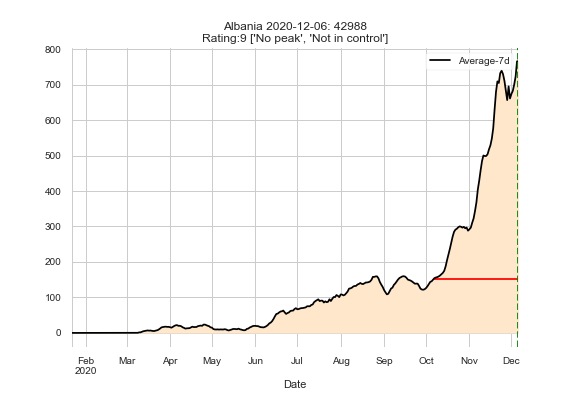 Albania 2020-12-06: 42988
Rating:9 ['No peak', 'Not in control']
800
Average-7d
700
600
500
400
300
200
100
0
Feb Mar Apr May Jun Jul Aug Sep Oct Nov Dec
2020
Date